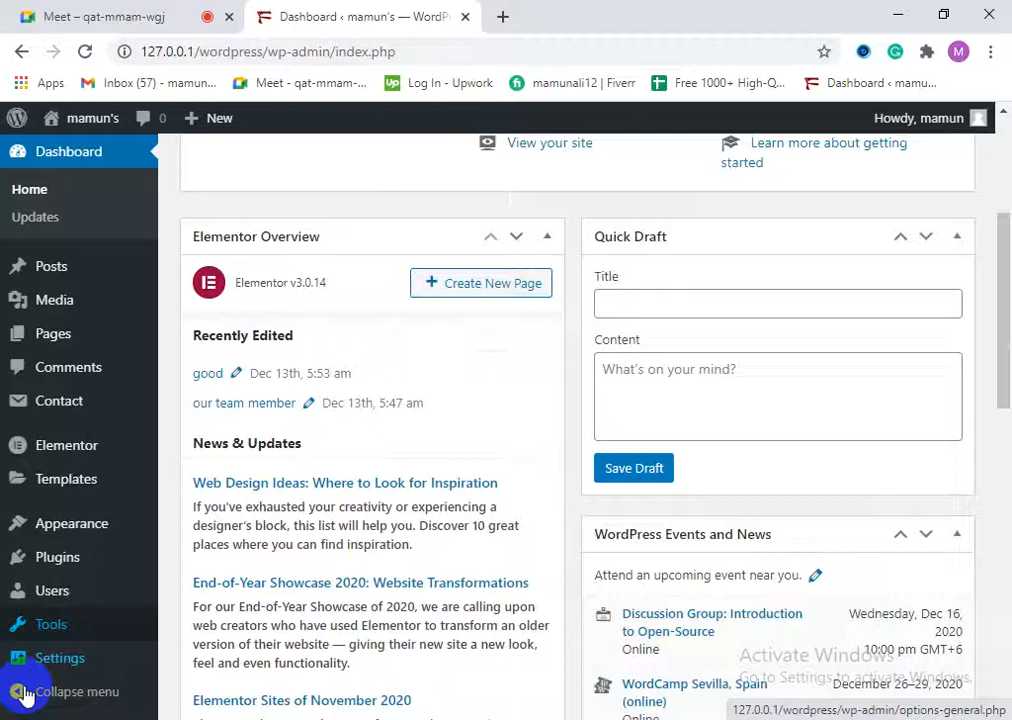 Meet – qat-mmam-wgj
Dashboard ‹ mamun's — WordP
127.0.0.1/wordpress/wp-admin/index.php
M
Apps
Inbox (57) - mamun...
Meet - qat-mmam-...
Up
Log In - Upwork
fi
mamunali12 | Fiverr
Free 1000+ High-Q...
Dashboard ‹ mamu...
mamun's
0
New
Howdy, mamun
Dashboard
Home
Updates
Posts
Media
Pages
Comments
Contact
Elementor
Templates
Appearance
Plugins
Users
Tools
Settings
Collapse menu
View your site
Learn more about getting
started
Elementor Overview
Elementor v3.0.14
+ Create New Page
Recently Edited
good Dec 13th, 5:53 am
our team member Dec 13th, 5:47 am
News & Updates
Web Design Ideas: Where to Look for Inspiration
If you've exhausted your creativity or experiencing a
designer's block, this list will help you. Discover 10 great
places where you can find inspiration.
End-of-Year Showcase 2020: Website Transformations
For our End-of-Year Showcase of 2020, we are calling upon
web creators who have used Elementor to transform an older
version of their website — giving their new site a new look,
feel and even functionality.
Elementor Sites of November 2020
Quick Draft
Title
Content
What's on your mind?
Save Draft
WordPress Events and News
Attend an upcoming event near you.
Discussion Group: Introduction
to Open-Source
Online
Wednesday, Dec 16,
2020
10:00 pm GMT+6
WordCamp Sevilla, Spain
(online)
Online
December 26–29, 2020
Activate Windows
Go to Settings to activate Windows.
127.0.0.1/wordpress/wp-admin/options-general.php